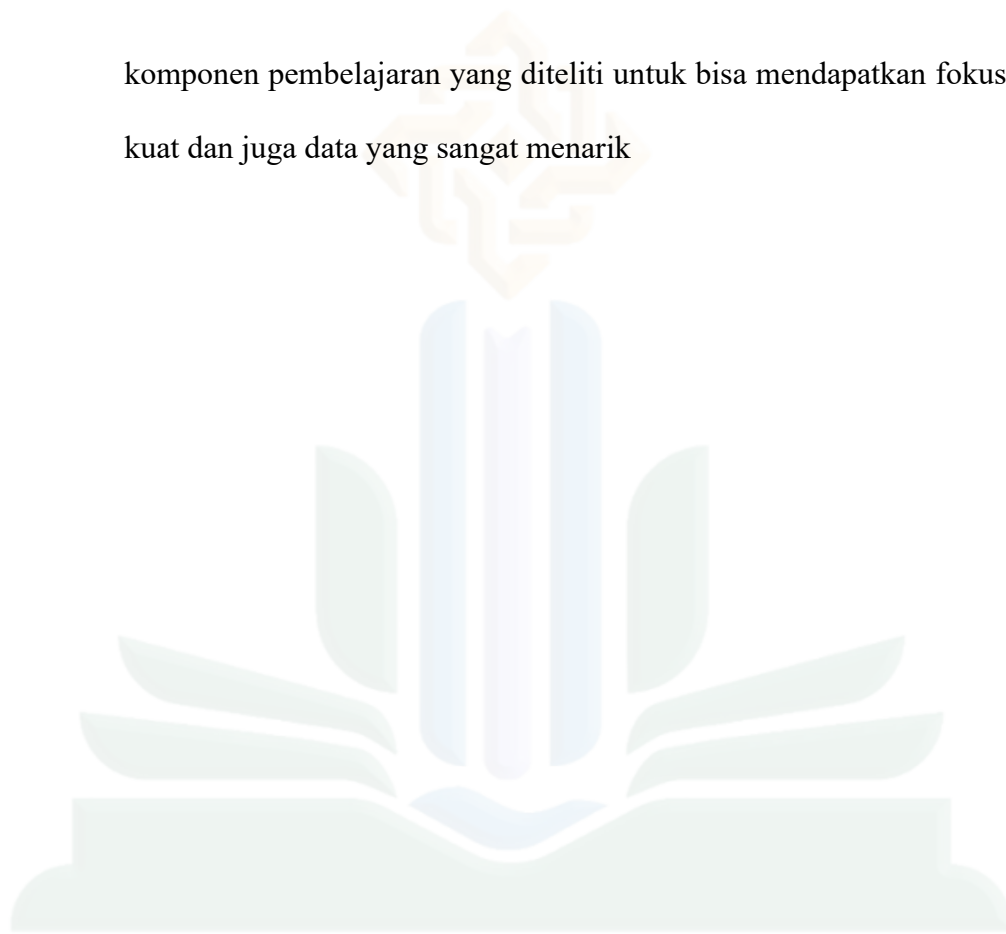 komponen pembelajaran yang diteliti untuk bisa mendapatkan fokus
kuat dan juga data yang sangat menarik